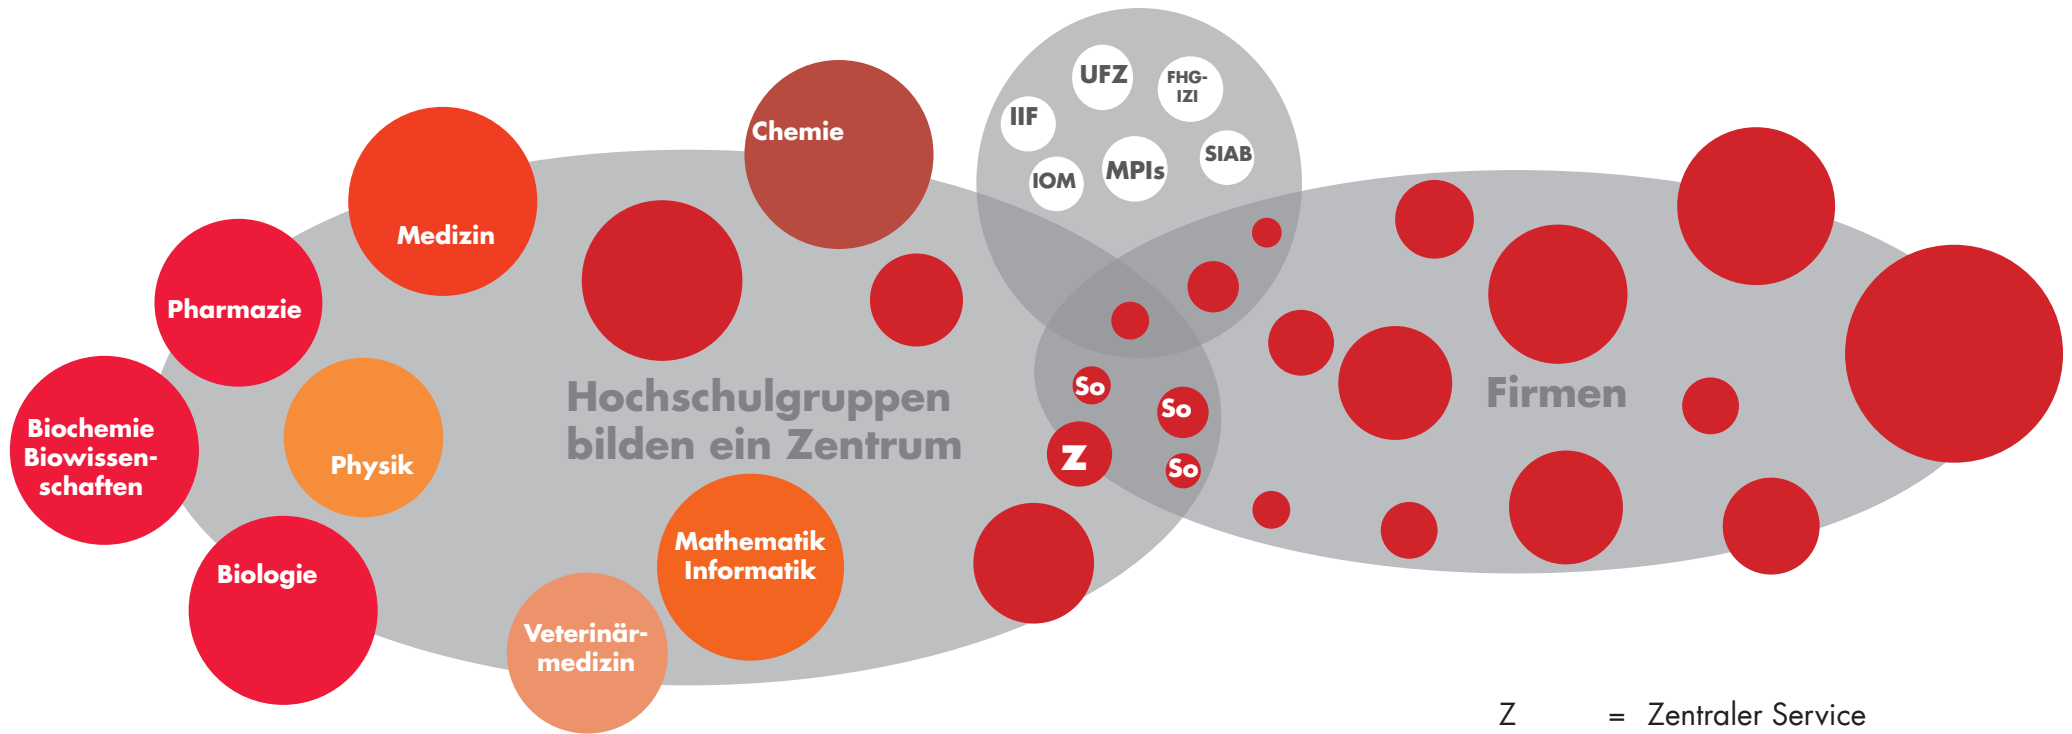 UFZ
FHG-
IZI
IIF
Chemie
SIAB
MPIs
IOM
Medizin
Pharmazie
Hochschulgruppen
bilden ein Zentrum
Firmen
So
So
Biochemie
Biowissen-
schaften
Physik
Z
So
Mathematik
Informatik
Biologie
Veterinär-
medizin
Z = Zentraler Service